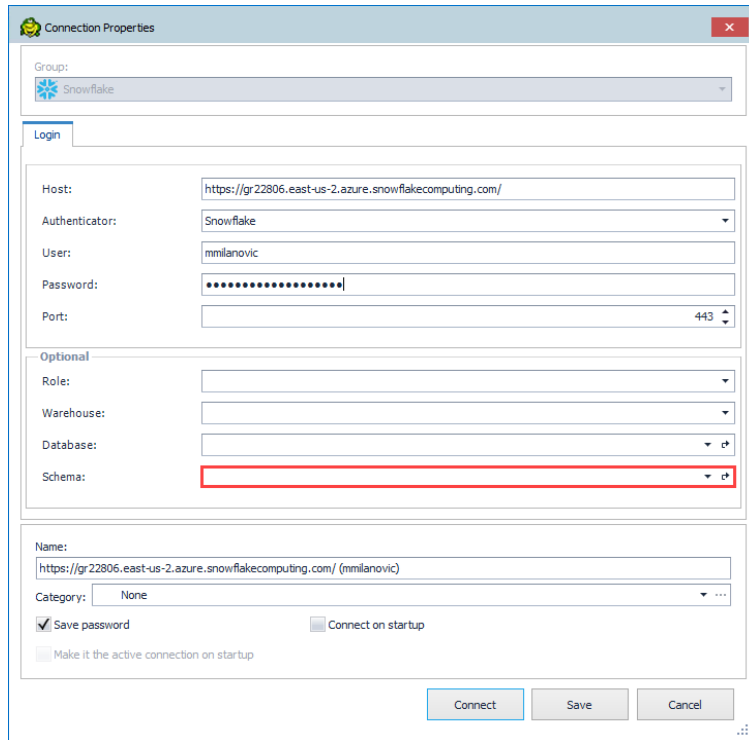 Connection Properties
Group:
Snowflake
Login
Host: https://gr22806.east-us-2.azure.snowflakecomputing.com/
Authenticator: Snowflake
User: mmilanovic
Password: ●●●●●●●●●●●●●●●●●●●
Port: 443
Optional
Role:
Warehouse:
Database:
Schema:
Name:
https://gr22806.east-us-2.azure.snowflakecomputing.com/ (mmilanovic)
Category: None
Save password Connect on startup
Make it the active connection on startup
Connect Save Cancel